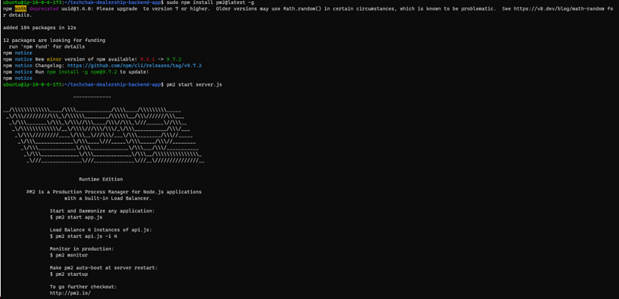 ubuntu@ip-10-0-6-173:~/techchak-dealership-backend-app$ sudo npm install pm2@latest -g
npm WARN deprecated uuid@3.4.0: Please upgrade  to version 7 or higher.  Older versions may use Math.random() in certain circumstances, which is known to be problematic.  See https://v8.dev/blog/math-random fo
r details.
added 184 packages in 12s
12 packages are looking for funding
run `npm fund` for details
npm notice
npm notice New minor version of npm available! -> 9.7.2
npm notice Changelog: https://github.com/npm/cli/releases/tag/v9.7.2
npm notice Run npm install -g npm@9.7.2 to update!
npm notice
ubuntu@ip-10-0-6-173:~/techchak-dealership-backend-app$ pm2 start server.js
Runtime Edition
PM2 is a Production Process Manager for Node.js applications
with a built-in Load Balancer.
Start and Daemonize any application:
$ pm2 start app.js
Load Balance 4 instances of api.js:
$ pm2 start api.js -i 4
Monitor in production:
$ pm2 monitor
Make pm2 auto-boot at server restart:
$ pm2 startup
To go further checkout:
http://pm2.io/